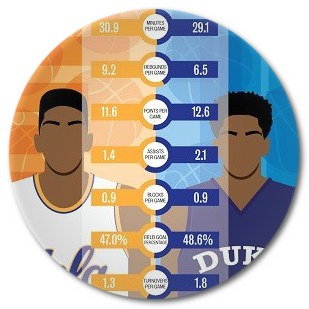 30.9 MINUTES PER GAME 29.1
9.2 REBOUNDS PER GAME 6.5
11.6 POINTS PER GAME 12.6
1.4 ASSISTS PER GAME 2.1
0.9 BLOCKS PER GAME 0.9
47.0% FIELD GOAL PERCENTAGE 48.6%
1.3 TURNOVERS PER GAME 1.8
DUK